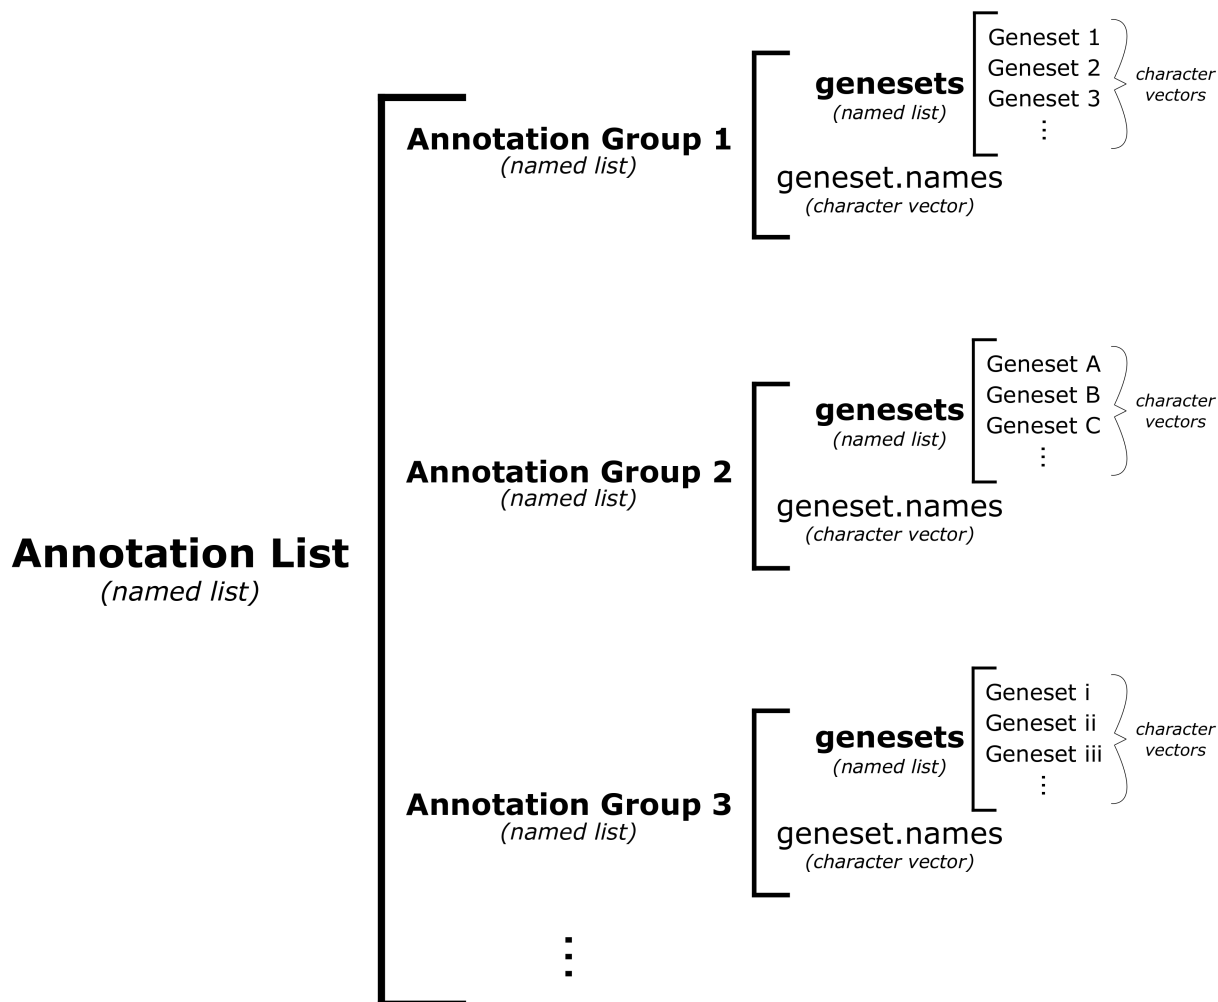 Annotation List
(named list)
Annotation Group 1
(named list)
genesets
(named list)
Geneset 1
Geneset 2
Geneset 3
⋮
character
vectors
geneset.names
(character vector)
Annotation Group 2
(named list)
genesets
(named list)
Geneset A
Geneset B
Geneset C
⋮
character
vectors
geneset.names
(character vector)
Annotation Group 3
(named list)
genesets
(named list)
Geneset i
Geneset ii
Geneset iii
⋮
character
vectors
geneset.names
(character vector)
⋮